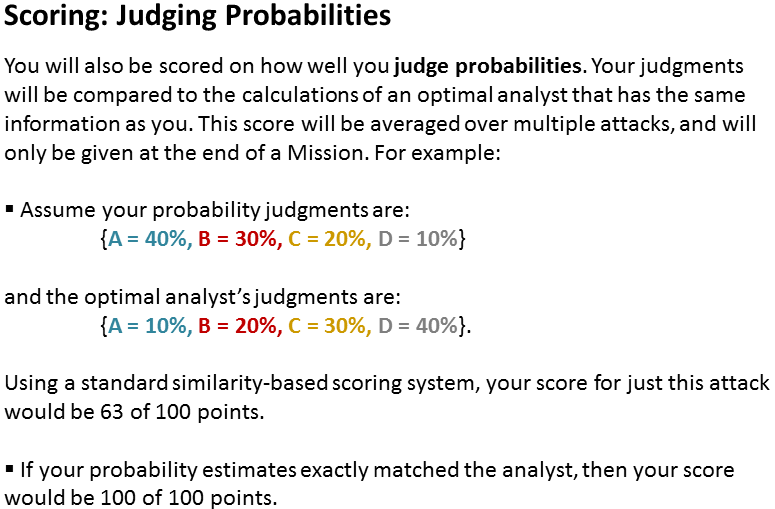 Scoring: Judging Probabilities
You will also be scored on how well you judge probabilities. Your judgments
will be compared to the calculations of an optimal analyst that has the same
information as you. This score will be averaged over multiple attacks, and will
only be given at the end of a Mission. For example:
▪ Assume your probability judgments are:
{A = 40%, B = 30%, C = 20%, D = 10%}
and the optimal analyst's judgments are:
{A = 10%, B = 20%, C = 30%, D = 40%}.
Using a standard similarity-based scoring system, your score for just this attack
would be 63 of 100 points.
▪ If your probability estimates exactly matched the analyst, then your score
would be 100 of 100 points.